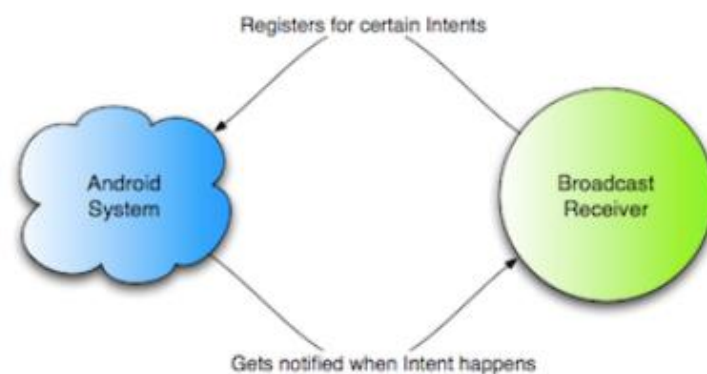 Registers for certain Intents
Android
System
Broadcast
Receiver
Gets notified when Intent happens